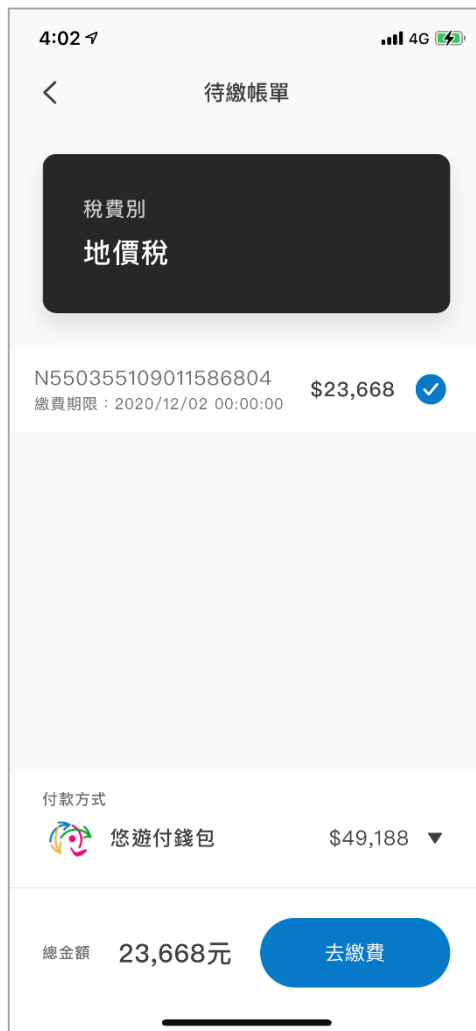 4:02
4G
待繳帳單
稅費別
地價稅
N550355109011586804
$23,668
繳費期限：2020/12/02 00:00:00
付款方式
悠遊付錢包
$49,188
總金額
23,668元
去繳費